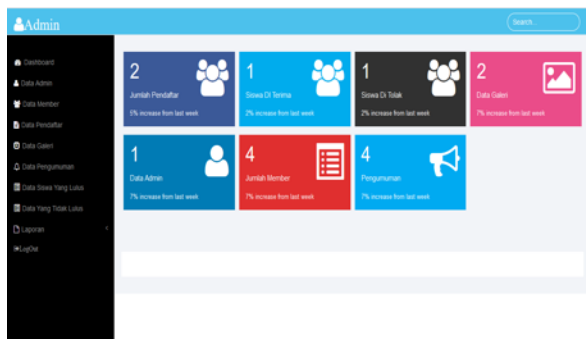 Admin
Search
Dashboard
Data Admin
Data Member
Data Pendaftar
Data Galeri
Data Pengumuman
Data Siswa Yang Lulus
Data Yang Tidak Lulus
Laporan
LogOut
2
Jumlah Pendaftar
5% increase from last week
1
Siswa DI Terima
2% increase from last week
1
Siswa Di Tolak
2% increase from last week
2
Data Galeri
7% increase from last week
1
Data Admin
7% increase from last week
4
Jumlah Member
7% increase from last week
4
Pengumuman
7% increase from last week